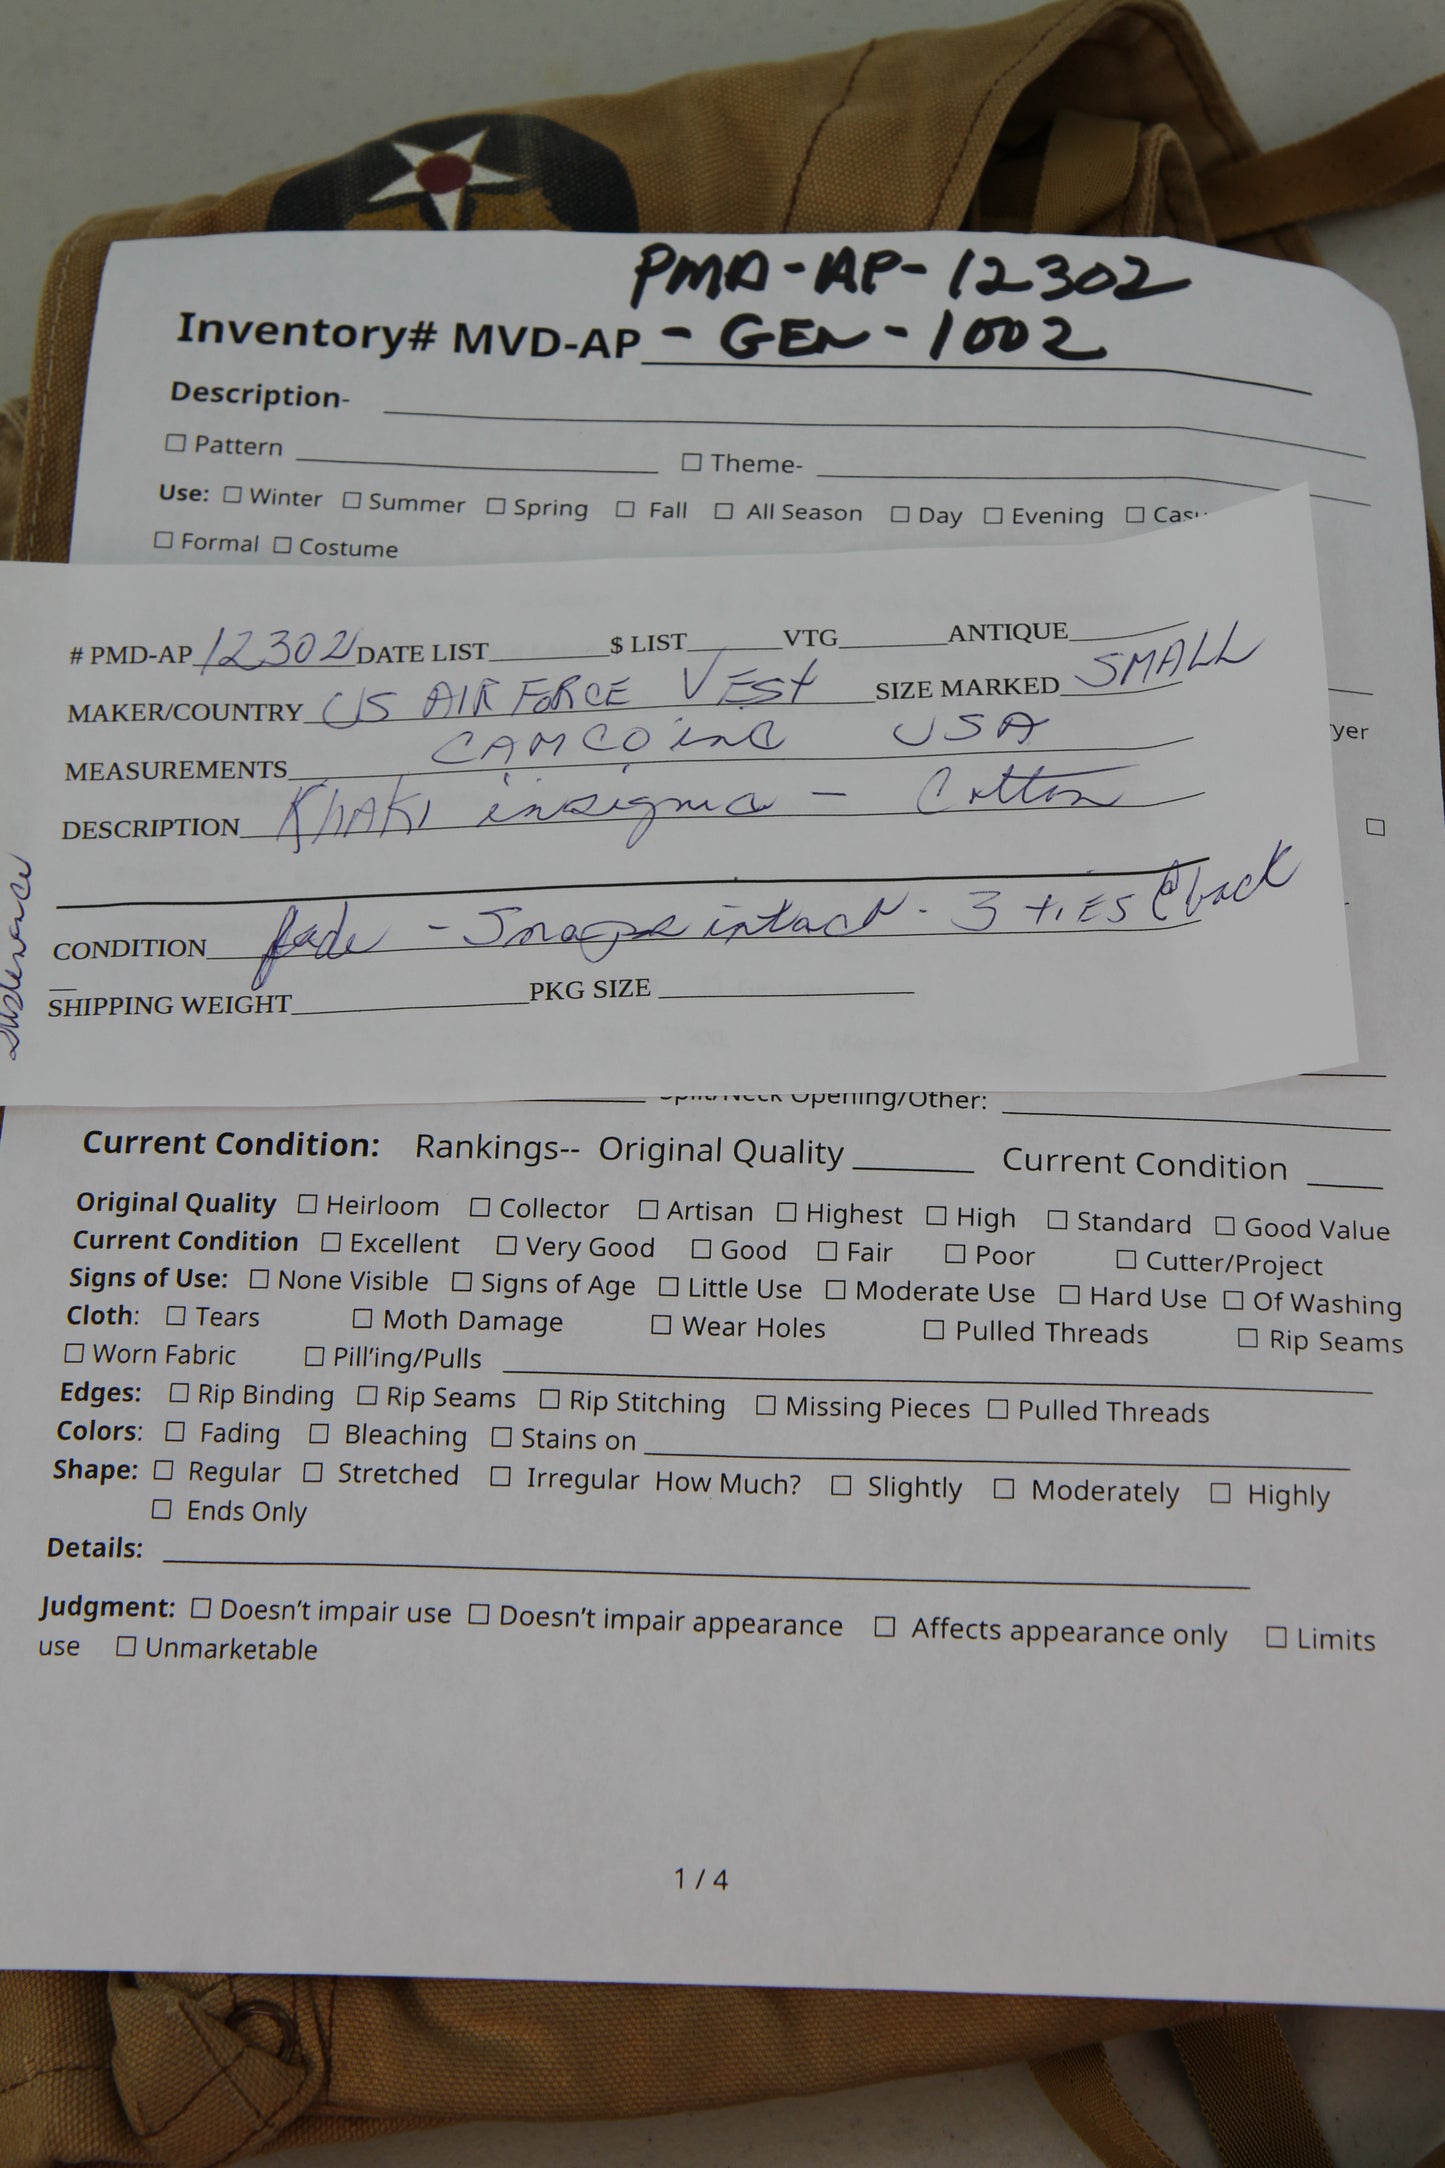 PMD-AP-12302
Inventory# MVD-AP - GEN-1002
Description-
☐ Pattern ☐ Theme-
Use: ☐ Winter ☐ Summer ☐ Spring ☐ Fall ☐ All Season ☐ Day ☐ Evening ☐
☐ Formal ☐ Costume
# PMD-AP 12302 DATE LIST $ LIST VTG ANTIQUE
MAKER/COUNTRY US AIR FORCE VEST SIZE MARKED SMALL
MEASUREMENTS CAMCO inc USA
DESCRIPTION KHAKI insignia - Cotton
CONDITION fade - Snaps intact - 3 TIES @ back
SHIPPING WEIGHT PKG SIZE
Sustenance
yer
☐
Split/Neck Opening/Other:
Current Condition: Rankings-- Original Quality Current Condition
Original Quality ☐ Heirloom ☐ Collector ☐ Artisan ☐ Highest ☐ High ☐ Standard ☐ Good Value
Current Condition ☐ Excellent ☐ Very Good ☐ Good ☐ Fair ☐ Poor ☐ Cutter/Project
Signs of Use: ☐ None Visible ☐ Signs of Age ☐ Little Use ☐ Moderate Use ☐ Hard Use ☐ Of Washing
Cloth: ☐ Tears ☐ Moth Damage ☐ Wear Holes ☐ Pulled Threads ☐ Rip Seams
☐ Worn Fabric ☐ Pill'ing/Pulls
Edges: ☐ Rip Binding ☐ Rip Seams ☐ Rip Stitching ☐ Missing Pieces ☐ Pulled Threads
Colors: ☐ Fading ☐ Bleaching ☐ Stains on
Shape: ☐ Regular ☐ Stretched ☐ Irregular How Much? ☐ Slightly ☐ Moderately ☐ Highly
☐ Ends Only
Details:
Judgment: ☐ Doesn't impair use ☐ Doesn't impair appearance ☐ Affects appearance only ☐ Limits
use ☐ Unmarketable
1 / 4